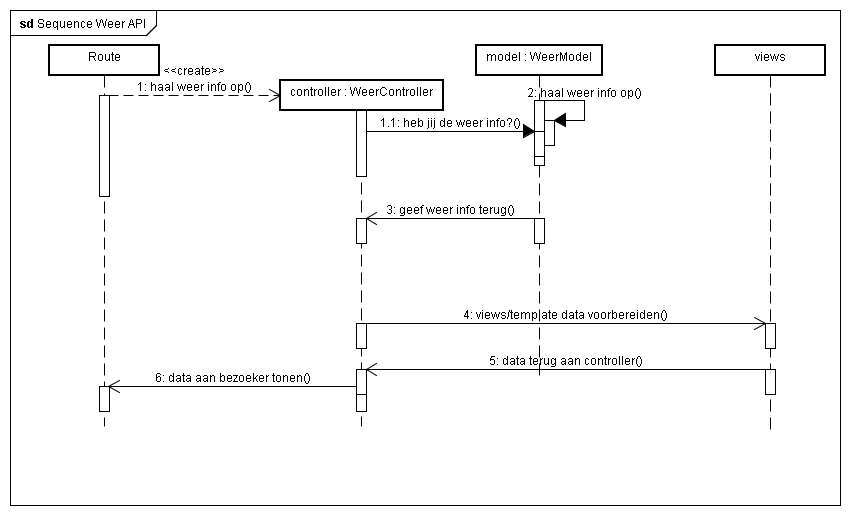 sd Sequence Weer API
Route
model : WeerModel
views
<<create>>
1: haal weer info op()
controller : WeerController
2: haal weer info op()
1.1: heb jij de weer info?()
3: geef weer info terug()
4: views/template data voorbereiden()
5: data terug aan controller()
6: data aan bezoeker tonen()